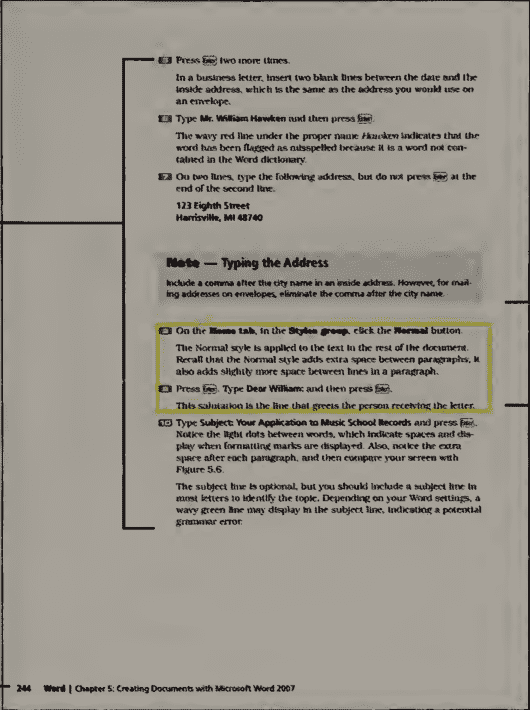 5 Press Enter two more times.
In a business letter, insert two blank lines between the date and the
inside address, which is the same as the address you would use on
an envelope.
6 Type Mr. William Hawken and then press Enter.
The wavy red line under the proper name Hawken indicates that the
word has been flagged as misspelled because it is a word not con-
tained in the Word dictionary.
7 On two lines, type the following address, but do not press Enter at the
end of the second line.
123 Eighth Street
Harrisville, MI 48740
Note — Typing the Address
Include a comma after the city name in an inside address. However, for mail-
ing addresses on envelopes, eliminate the comma after the city name.
8 On the Home tab, in the Styles group, click the Normal button.
The Normal style is applied to the text in the rest of the document.
Recall that the Normal style adds extra space between paragraphs; it
also adds slightly more space between lines in a paragraph.
9 Press Enter. Type Dear William: and then press Enter.
This salutation is the line that greets the person receiving the letter.
10 Type Subject: Your Application to Music School Records and press Enter.
Notice the light dots between words, which indicate spaces and dis-
play when formatting marks are displayed. Also, notice the extra
space after each paragraph, and then compare your screen with
Figure 5.6.
The subject line is optional, but you should include a subject line in
most letters to identify the topic. Depending on your Word settings, a
wavy green line may display in the subject line, indicating a potential
grammar error.
244 Word | Chapter 5: Creating Documents with Microsoft Word 2007